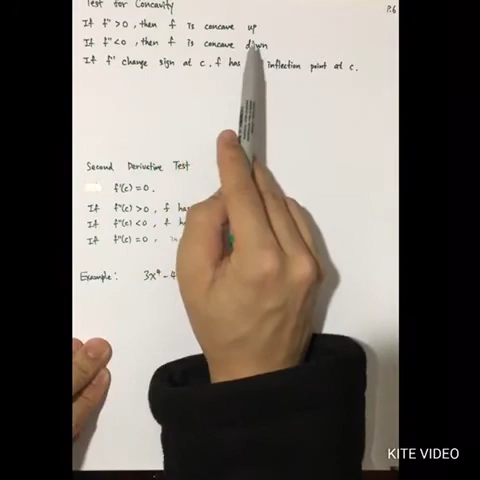 Test for Concavity
P.6
If f" > 0, then f is concave up
If f" < 0, then f is concave down
If f' change sign at c, f has inflection point at c.
Second Derivative Test
f'(c) = 0.
If f"(c) > 0, f has
If f"(c) < 0, f
If f"(c) = 0,
Example: 3x⁴ - 4
KITE VIDEO